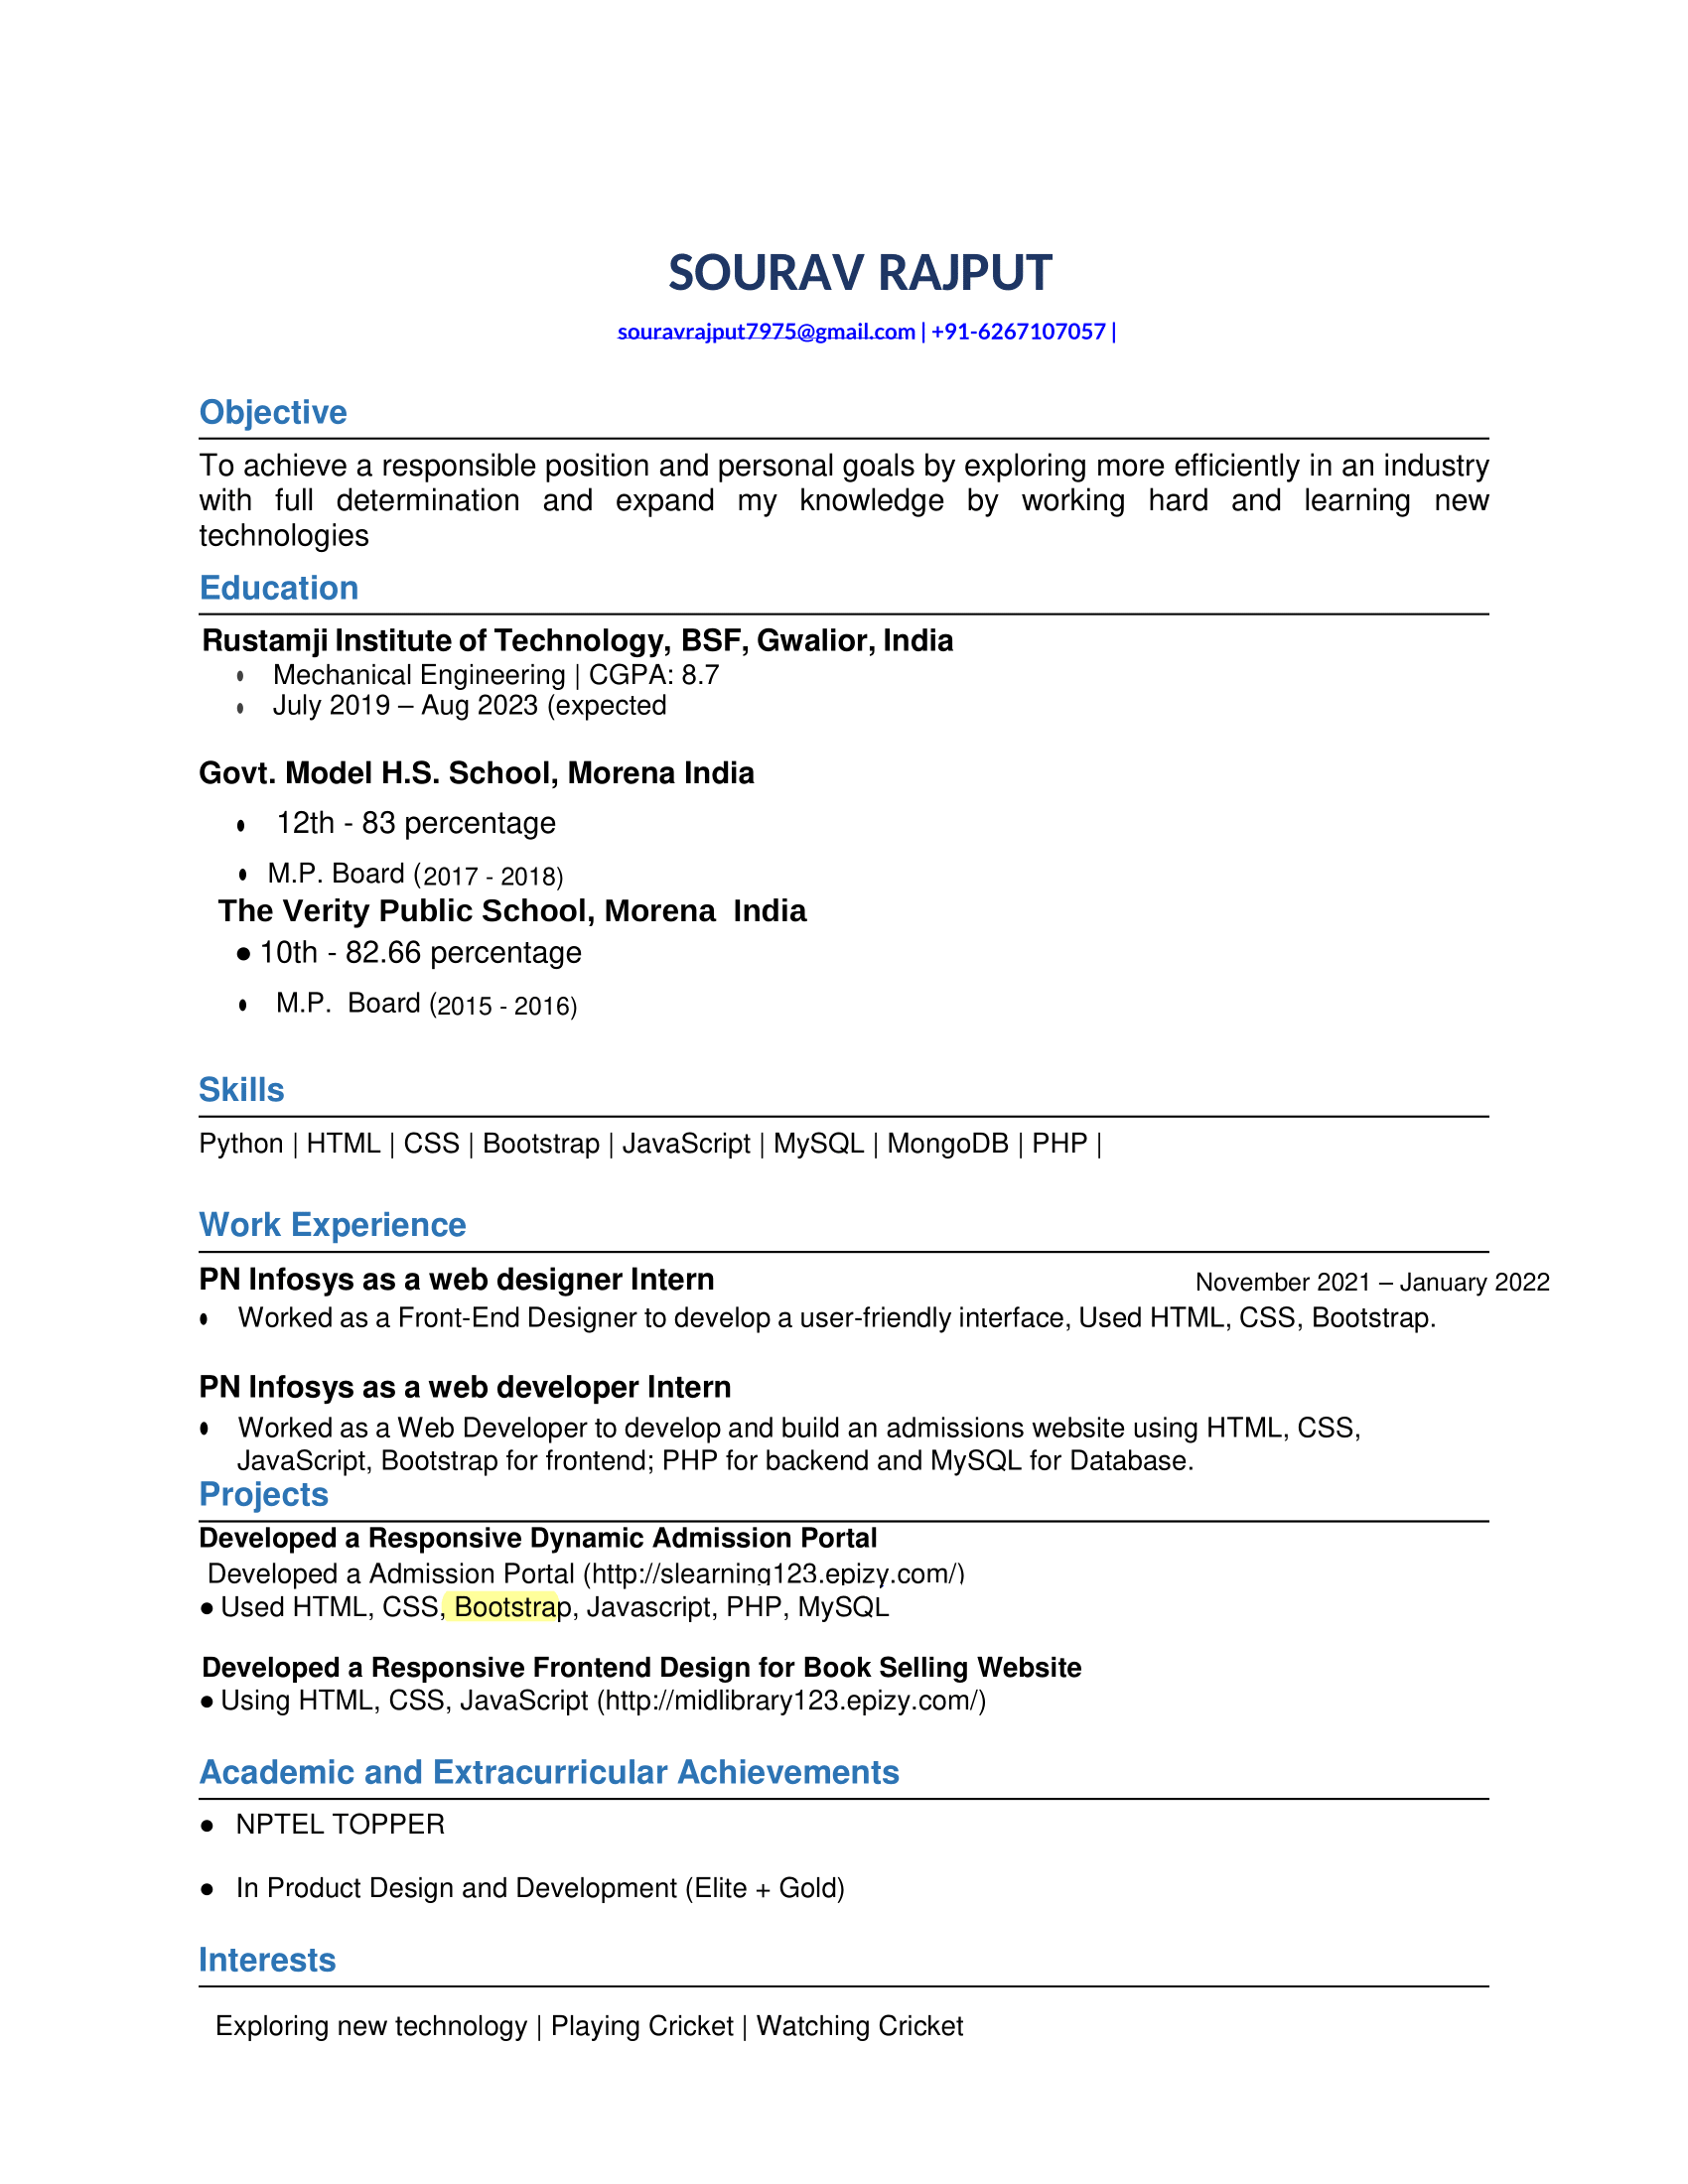 SOURAV RAJPUT
souravrajput7975@gmail.com | +91-6267107057 |
Objective
To achieve a responsible position and personal goals by exploring more efficiently in an industry
with full determination and expand my knowledge by working hard and learning new
technologies
Education
Rustamji Institute of Technology, BSF, Gwalior, India
• Mechanical Engineering | CGPA: 8.7
• July 2019 – Aug 2023 (expected
Govt. Model H.S. School, Morena India
• 12th - 83 percentage
• M.P. Board (2017 - 2018)
The Verity Public School, Morena India
● 10th - 82.66 percentage
• M.P. Board (2015 - 2016)
Skills
Python | HTML | CSS | Bootstrap | JavaScript | MySQL | MongoDB | PHP |
Work Experience
PN Infosys as a web designer Intern November 2021 – January 2022
• Worked as a Front-End Designer to develop a user-friendly interface, Used HTML, CSS, Bootstrap.
PN Infosys as a web developer Intern
• Worked as a Web Developer to develop and build an admissions website using HTML, CSS,
JavaScript, Bootstrap for frontend; PHP for backend and MySQL for Database.
Projects
Developed a Responsive Dynamic Admission Portal
Developed a Admission Portal (http://slearning123.epizy.com/)
● Used HTML, CSS, Bootstrap, Javascript, PHP, MySQL
Developed a Responsive Frontend Design for Book Selling Website
● Using HTML, CSS, JavaScript (http://midlibrary123.epizy.com/)
Academic and Extracurricular Achievements
● NPTEL TOPPER
● In Product Design and Development (Elite + Gold)
Interests
Exploring new technology | Playing Cricket | Watching Cricket